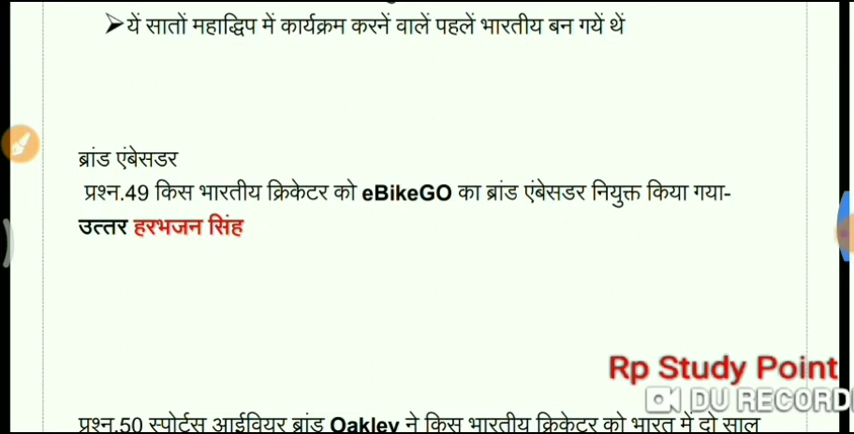 ➤यें सातों महाद्विप में कार्यक्रम करनें वालें पहलें भारतीय बन गयें थें
ब्रांड एंबेसडर
प्रश्न.49 किस भारतीय क्रिकेटर को eBikeGO का ब्रांड एंबेसडर नियुक्त किया गया-
उत्तर हरभजन सिंह
Rp Study Point
DU RECORD
प्रश्न.50 स्पोर्टस आईवियर ब्रांड Oakley ने किस भारतीय क्रिकेटर को भारत में दो साल